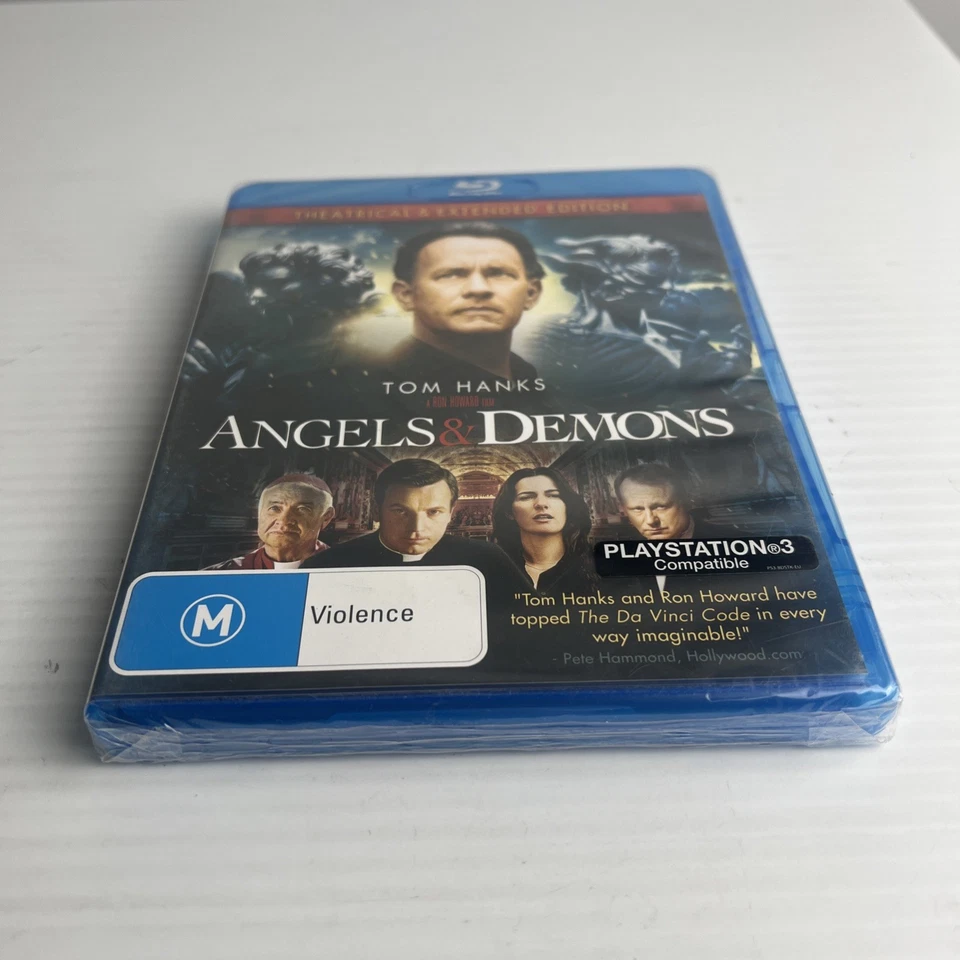 THEATRICAL & EXTENDED EDITION
TOM HANKS
A RON HOWARD FILM
ANGELS & DEMONS
PLAYSTATION®3
Compatible
M
Violence
"Tom Hanks and Ron Howard have
topped The Da Vinci Code in every
way imaginable!"
- Pete Hammond, Hollywood.com